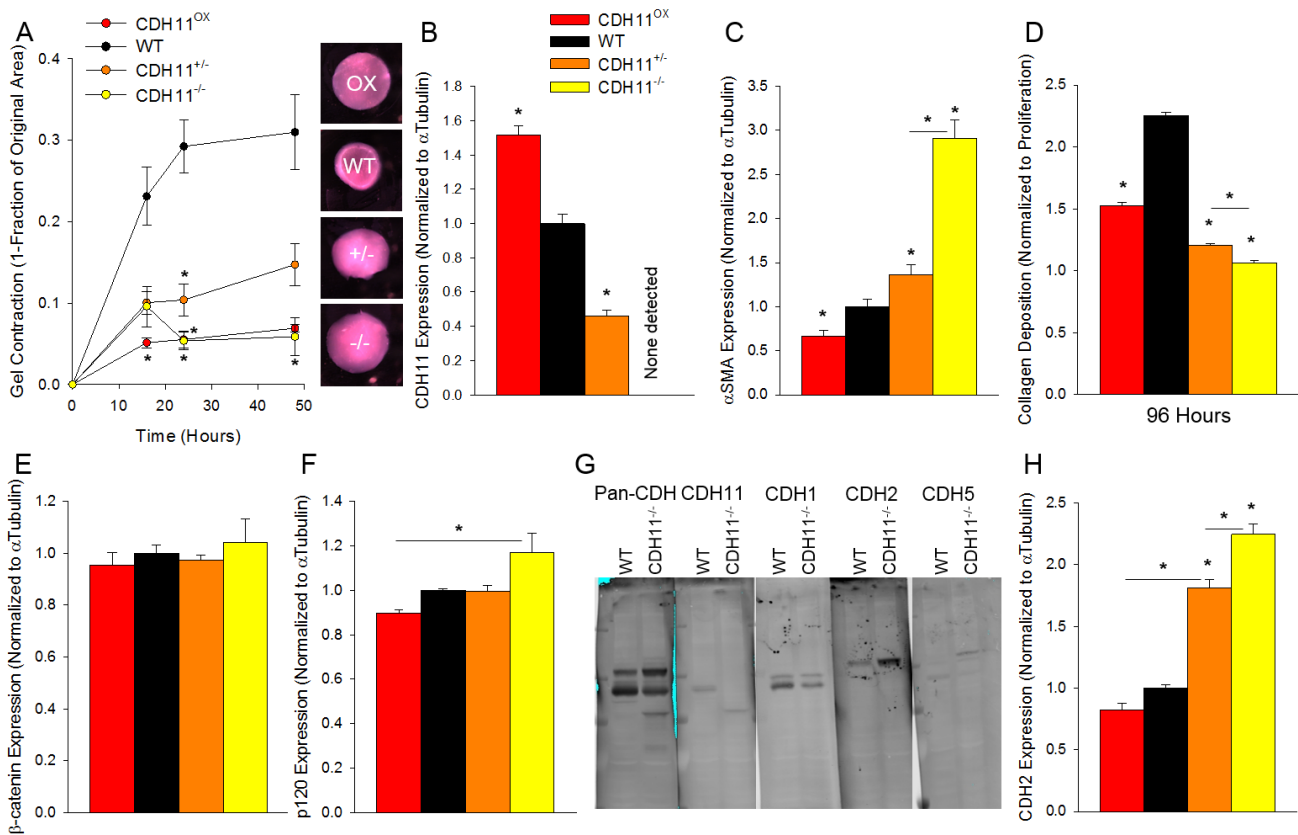 A
CDH11OX
WT
CDH11+/-
CDH11-/-
Gel Contraction (1-Fraction of Original Area)
0.4
0.3
0.2
0.1
0.0
0
10
20
30
40
50
Time (Hours)
*
*
*
*
*
OX
WT
+/-
-/-
B
CDH11OX
WT
CDH11+/-
CDH11-/-
CDH11 Expression (Normalized to αTubulin)
1.8
1.6
1.4
1.2
1.0
0.8
0.6
0.4
0.2
0.0
*
*
None detected
C
αSMA Expression (Normalized to αTubulin)
3.5
3.0
2.5
2.0
1.5
1.0
0.5
0.0
*
*
*
*
D
Collagen Deposition (Normalized to Proliferation)
2.5
2.0
1.5
1.0
0.5
0.0
*
*
*
*
96 Hours
E
β-catenin Expression (Normalized to αTubulin)
1.2
1.0
0.8
0.6
0.4
0.2
0.0
F
p120 Expression (Normalized to αTubulin)
1.4
1.2
1.0
0.8
0.6
0.4
0.2
0.0
*
G
Pan-CDH CDH11 CDH1 CDH2 CDH5
WT CDH11-/- WT CDH11-/- WT CDH11-/- WT CDH11-/- WT CDH11-/-
H
CDH2 Expression (Normalized to αTubulin)
2.5
2.0
1.5
1.0
0.5
0.0
*
*
*
*